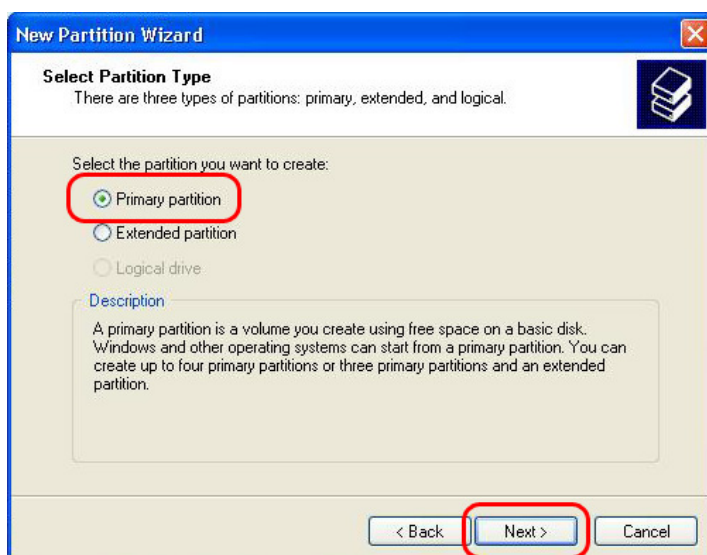 New Partition Wizard
Select Partition Type
There are three types of partitions: primary, extended, and logical.
Select the partition you want to create:
Primary partition
Extended partition
Logical drive
Description
A primary partition is a volume you create using free space on a basic disk.
Windows and other operating systems can start from a primary partition. You can
create up to four primary partitions or three primary partitions and an extended
partition.
< Back
Next >
Cancel